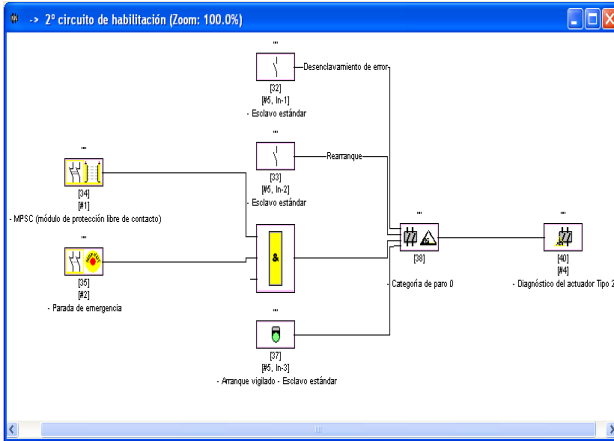 -> 2º circuito de habilitación (Zoom: 100.0%)
...
[32]
[#5, In-1]
- Esclavo estándar
Desenclavamiento de error
...
[33]
[#5, In-2]
- Esclavo estándar
Rearranque
...
[34]
[#1]
- MPSC (módulo de protección libre de contacto)
...
[35]
[#2]
- Parada de emergencia
&
...
[37]
[#5, In-3]
- Arranque vigilado - Esclavo estándar
...
[38]
- Categoría de paro 0
...
[40]
[#4]
- Diagnóstico del actuador Tipo 2